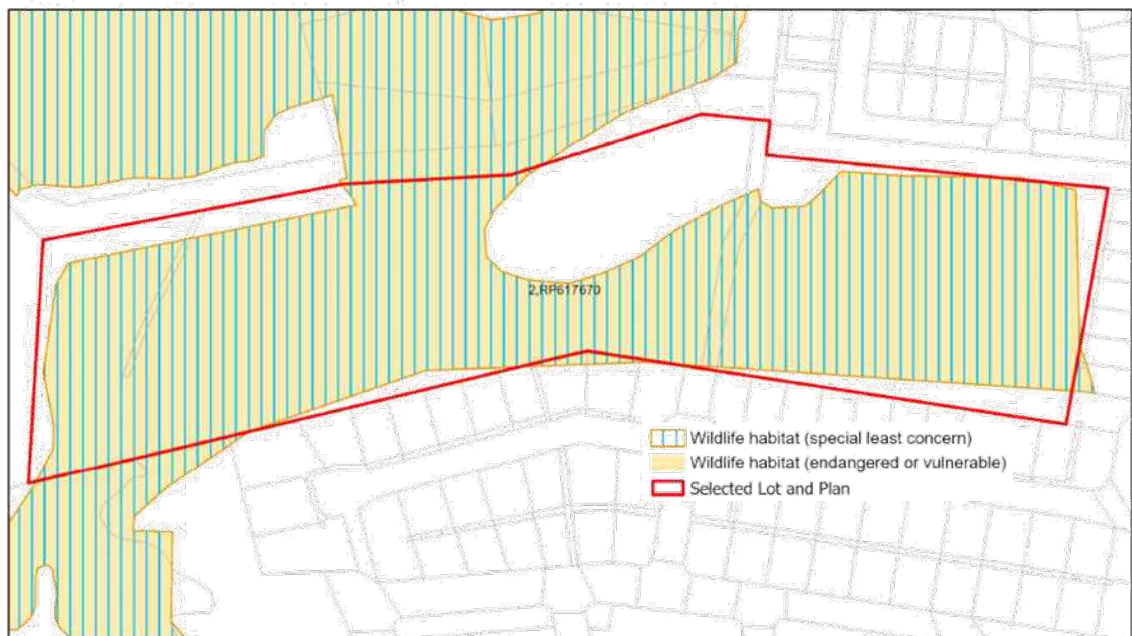 2,RP617670
Wildlife habitat (special least concern)
Wildlife habitat (endangered or vulnerable)
Selected Lot and Plan